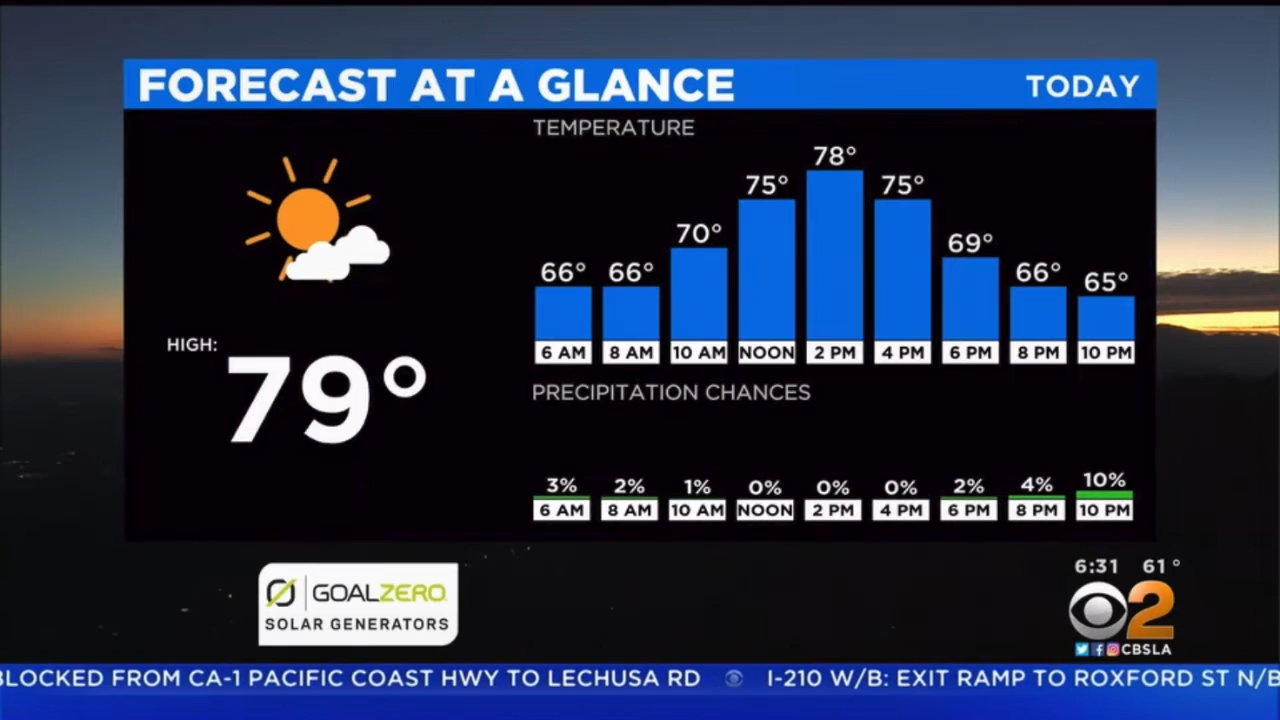 FORECAST AT A GLANCE
TODAY
TEMPERATURE
66° 66° 70° 75° 78° 75° 69° 66° 65°
6 AM 8 AM 10 AM NOON 2 PM 4 PM 6 PM 8 PM 10 PM
HIGH:
79°
PRECIPITATION CHANCES
3% 2% 1% 0% 0% 0% 2% 4% 10%
6 AM 8 AM 10 AM NOON 2 PM 4 PM 6 PM 8 PM 10 PM
GOALZERO
SOLAR GENERATORS
6:31 61°
2
CBSLA
BLOCKED FROM CA-1 PACIFIC COAST HWY TO LECHUSA RD I-210 W/B: EXIT RAMP TO ROXFORD ST N/B